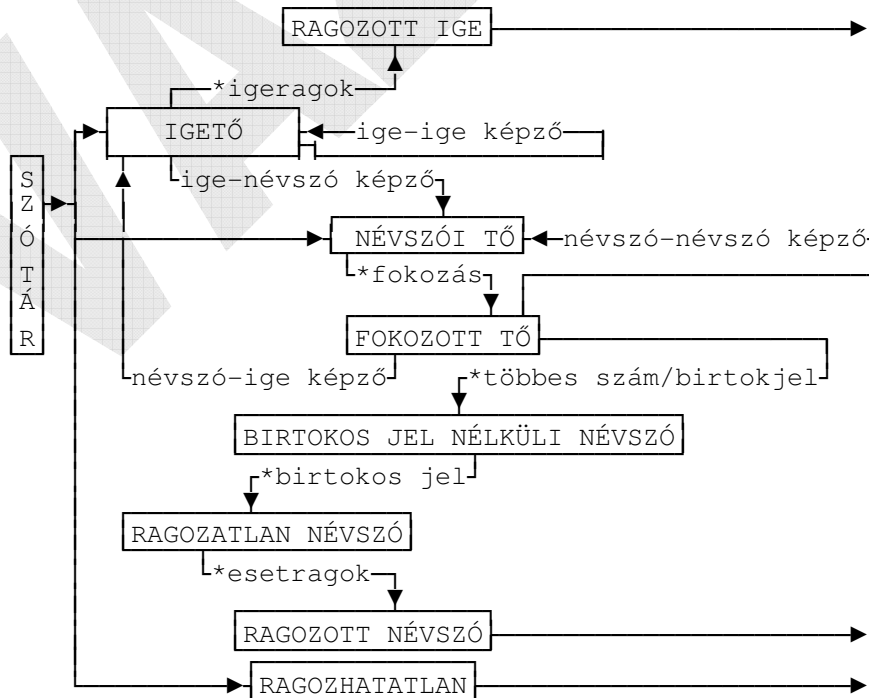 RAGOZOTT IGE
*igeragok
IGETŐ
ige-ige képző
SZÓTÁR
ige-névszó képző
NÉVSZÓI TŐ
névszó-névszó képző
*fokozás
FOKOZOTT TŐ
névszó-ige képző
*többes szám/birtokjel
BIRTOKOS JEL NÉLKÜLI NÉVSZÓ
*birtokos jel
RAGOZATLAN NÉVSZÓ
*esetragok
RAGOZOTT NÉVSZÓ
RAGOZHATATLAN